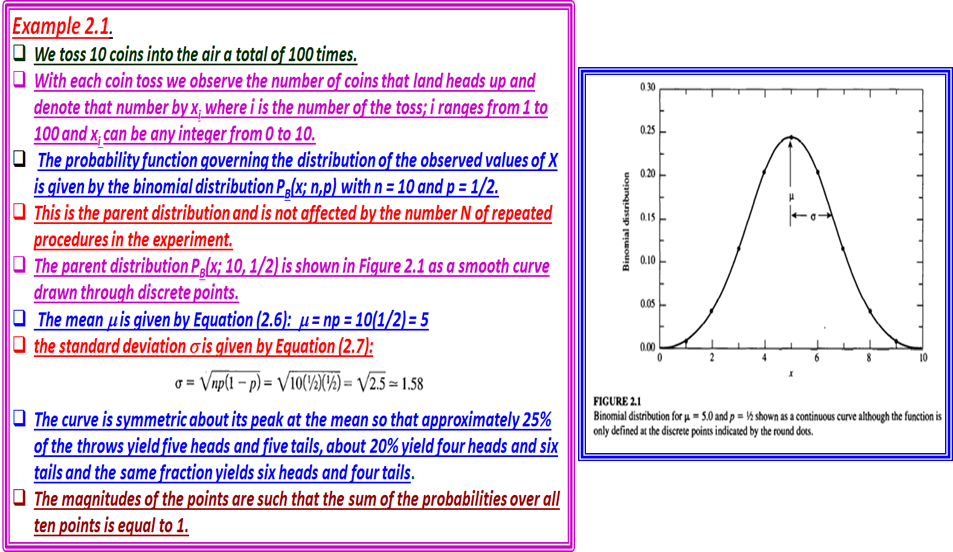 Example 2.1.
❑ We toss 10 coins into the air a total of 100 times.
❑ With each coin toss we observe the number of coins that land heads up and
denote that number by xᵢ, where i is the number of the toss; i ranges from 1 to
100 and xᵢ can be any integer from 0 to 10.
❑ The probability function governing the distribution of the observed values of X
is given by the binomial distribution P_B(x; n,p) with n = 10 and p = 1/2.
❑ This is the parent distribution and is not affected by the number N of repeated
procedures in the experiment.
❑ The parent distribution P_B(x; 10, 1/2) is shown in Figure 2.1 as a smooth curve
drawn through discrete points.
❑ The mean μ is given by Equation (2.6): μ = np = 10(1/2) = 5
❑ the standard deviation σ is given by Equation (2.7):
σ = √np(1 − p) = √10(½)(½) = √2.5 ≃ 1.58
❑ The curve is symmetric about its peak at the mean so that approximately 25%
of the throws yield five heads and five tails, about 20% yield four heads and six
tails and the same fraction yields six heads and four tails.
❑ The magnitudes of the points are such that the sum of the probabilities over all
ten points is equal to 1.
0.30
0.25
0.20
0.15
0.10
0.05
0.00
Binomial distribution
μ
σ
0 2 4 6 8 10
x
FIGURE 2.1
Binomial distribution for μ = 5.0 and p = ½ shown as a continuous curve although the function is
only defined at the discrete points indicated by the round dots.